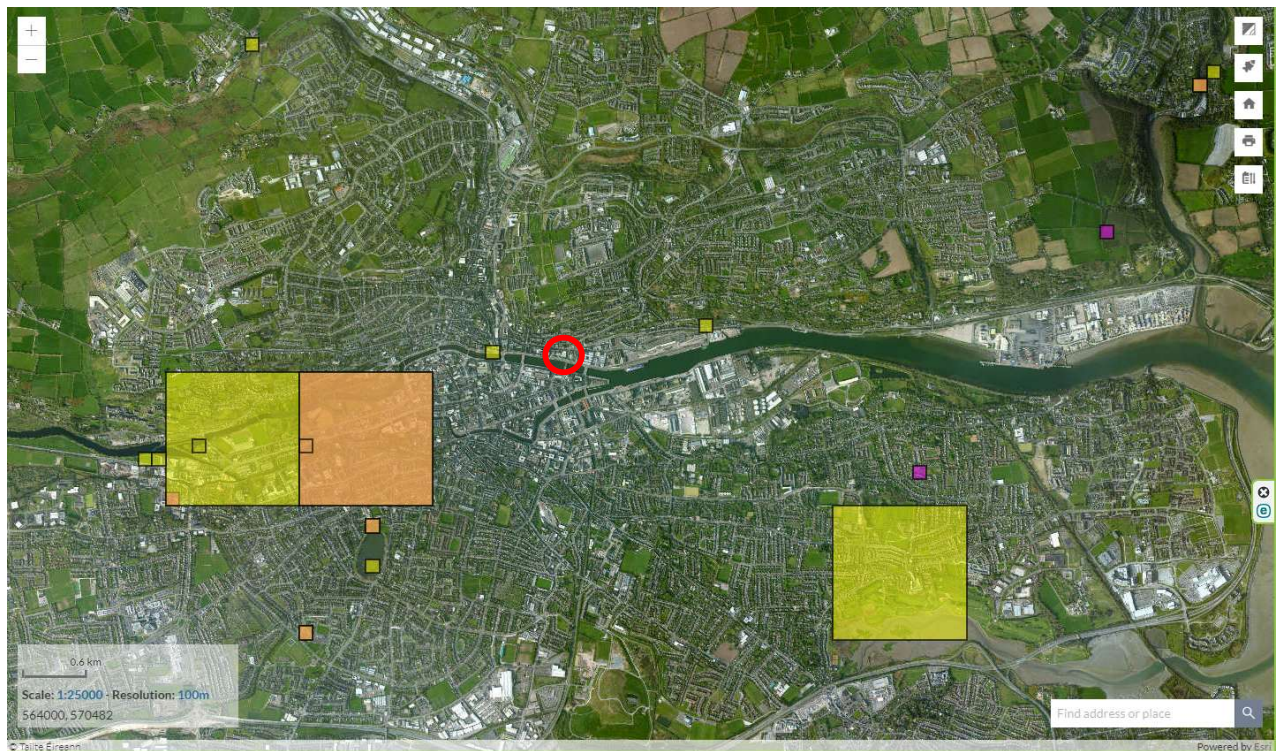 +
−
0.6 km
Scale: 1:25000 - Resolution: 100m
564000, 570482
Find address or place
© Tailte Éireann
Powered by Esri
e